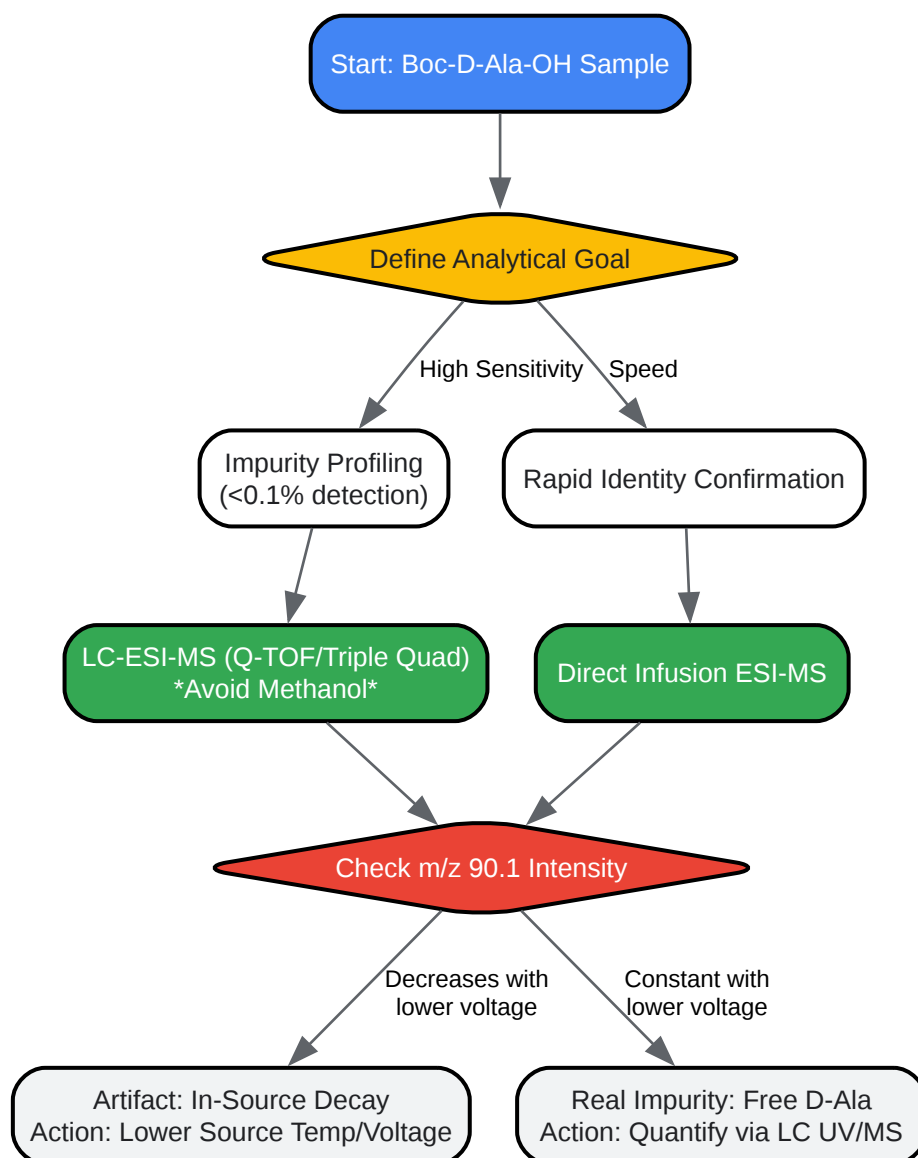 Start: Boc-D-Ala-OH Sample
Define Analytical Goal
High Sensitivity
Speed
Impurity Profiling
(<0.1% detection)
Rapid Identity Confirmation
LC-ESI-MS (Q-TOF/Triple Quad)
*Avoid Methanol*
Direct Infusion ESI-MS
Check m/z 90.1 Intensity
Decreases with
lower voltage
Constant with
lower voltage
Artifact: In-Source Decay
Action: Lower Source Temp/Voltage
Real Impurity: Free D-Ala
Action: Quantify via LC UV/MS